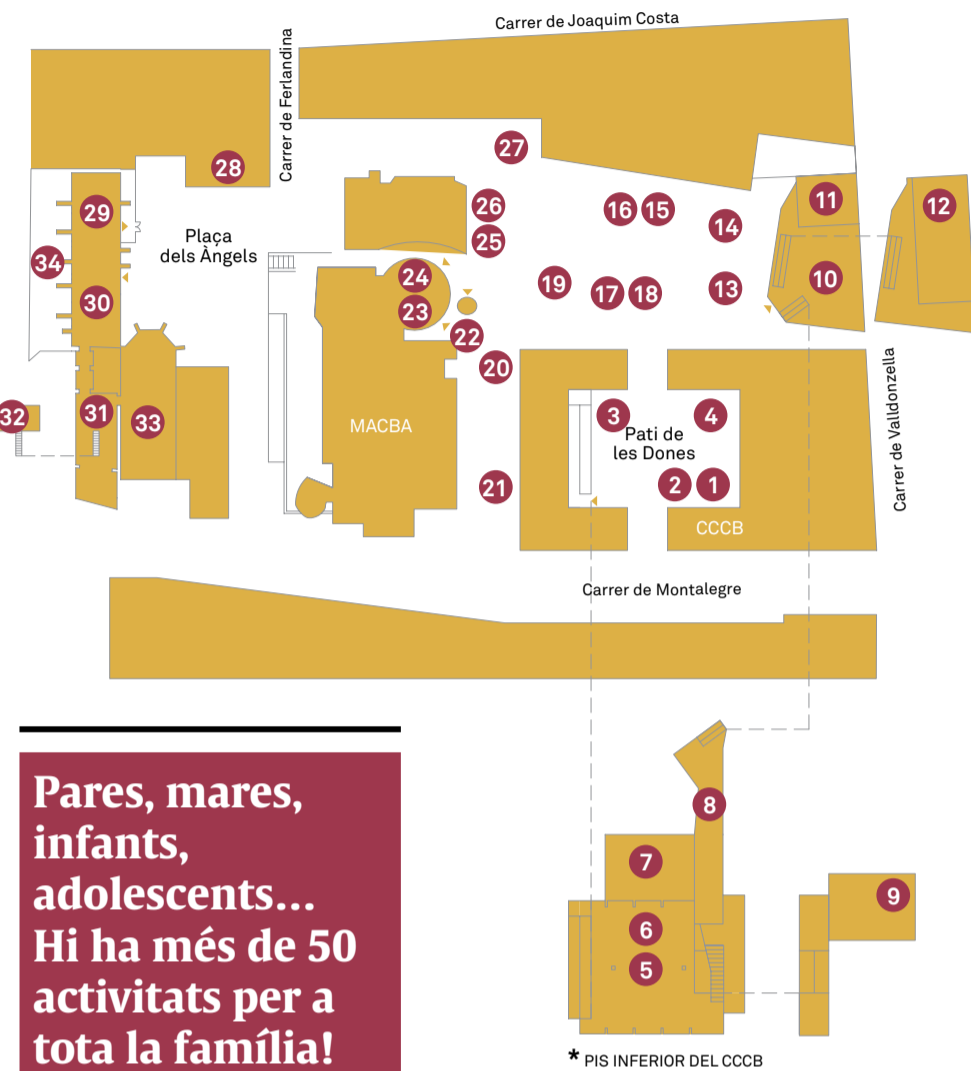 Carrer de Joaquim Costa
Carrer de Ferlandina
27
28
26
16
15
11
12
29
14
25
Plaça
dels Àngels
34
24
19
17
18
13
10
30
23
22
20
32
31
33
MACBA
3
4
Pati de
les Dones
Carrer de Valldonzella
21
2
1
CCCB
Carrer de Montalegre
8
7
9
6
5
* PIS INFERIOR DEL CCCB
Pares, mares,
infants,
adolescents...
Hi ha més de 50
activitats per a
tota la família!